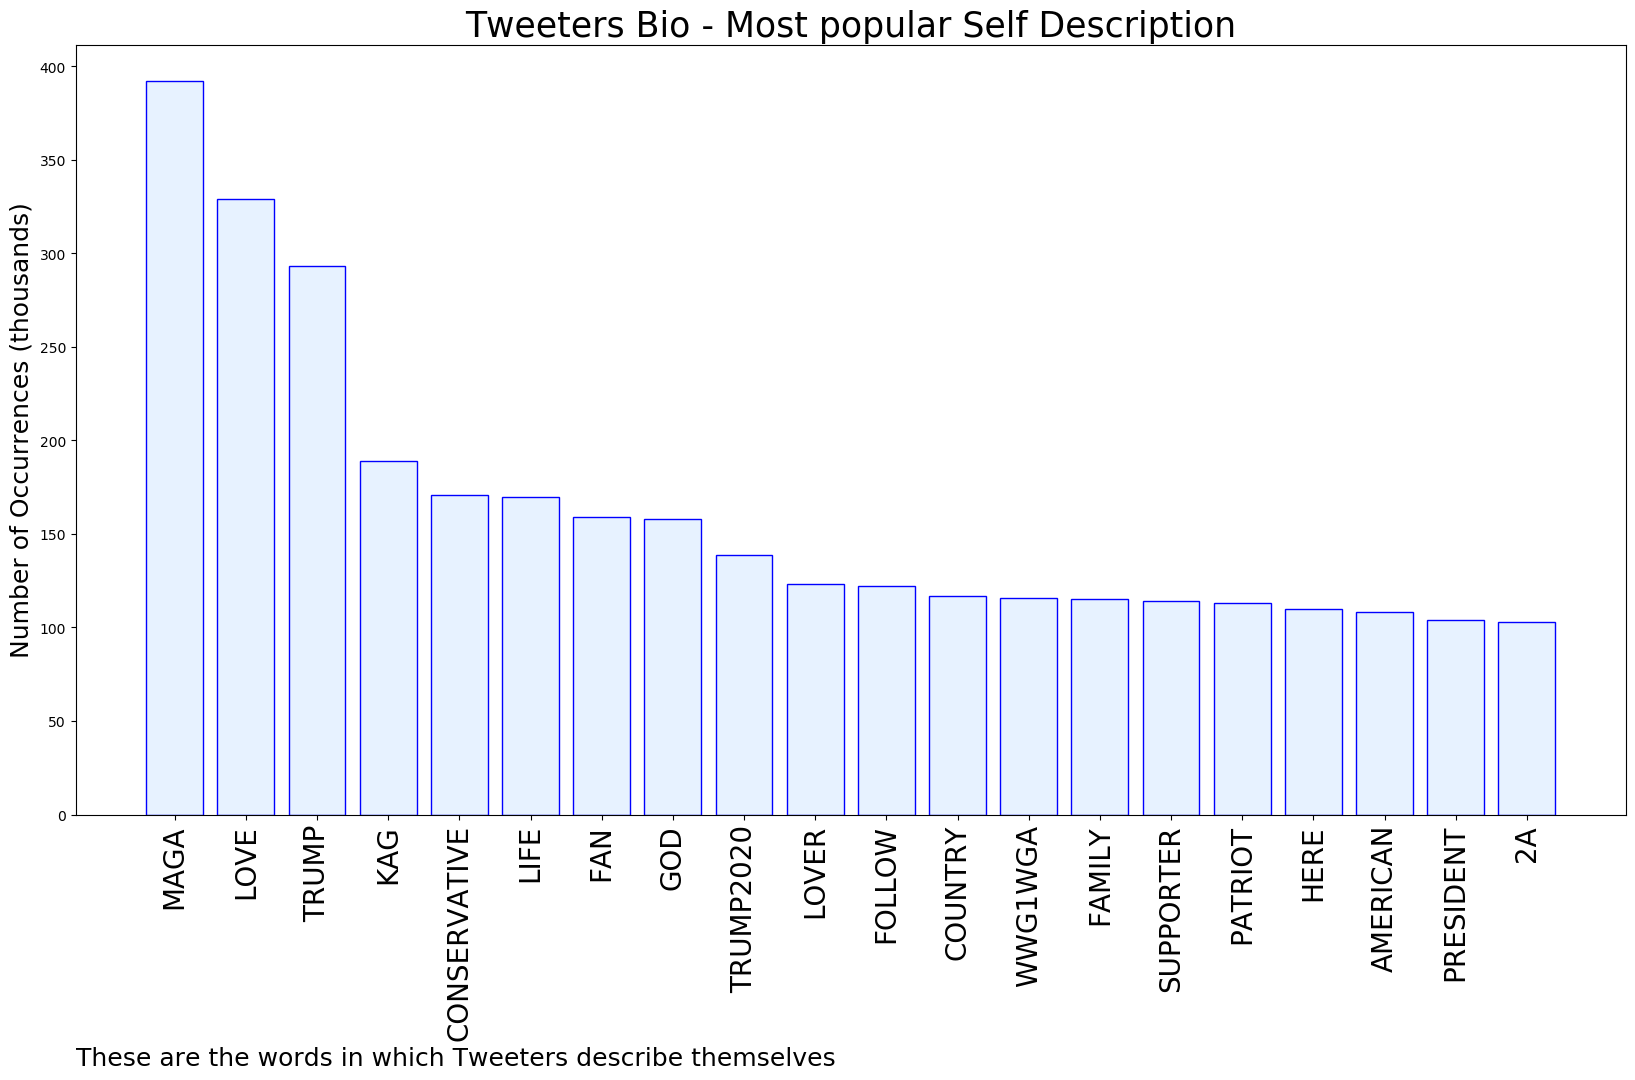 Tweeters Bio - Most popular Self Description
Number of Occurrences (thousands)
400
350
300
250
200
150
100
50
0
MAGA
LOVE
TRUMP
KAG
CONSERVATIVE
LIFE
FAN
GOD
TRUMP2020
LOVER
FOLLOW
COUNTRY
WWG1WGA
FAMILY
SUPPORTER
PATRIOT
HERE
AMERICAN
PRESIDENT
2A
These are the words in which Tweeters describe themselves